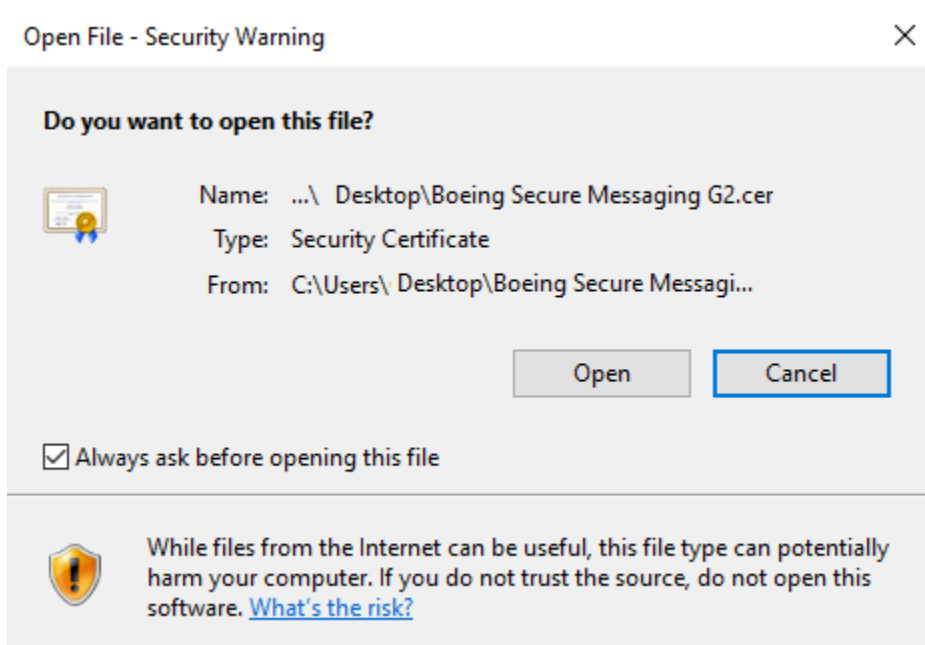 Open File - Security Warning
Do you want to open this file?
Name: ...\ Desktop\Boeing Secure Messaging G2.cer
Type: Security Certificate
From: C:\Users\ Desktop\Boeing Secure Messagi...
Open Cancel
Always ask before opening this file
While files from the Internet can be useful, this file type can potentially
harm your computer. If you do not trust the source, do not open this
software. What's the risk?